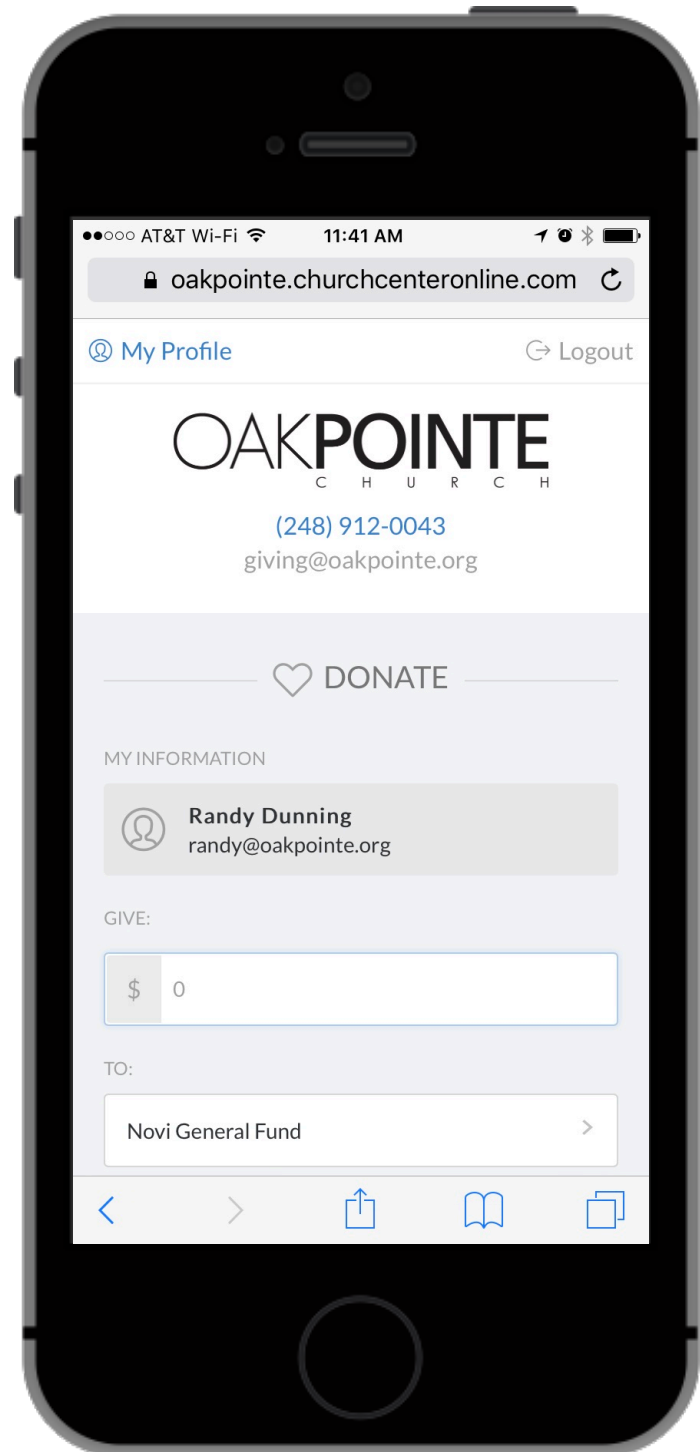 AT&T Wi-Fi 11:41 AM
oakpointe.churchcenteronline.com
My Profile Logout
OAKPOINTE
CHURCH
(248) 912-0043
giving@oakpointe.org
DONATE
MY INFORMATION
Randy Dunning
randy@oakpointe.org
GIVE:
$ 0
TO:
Novi General Fund